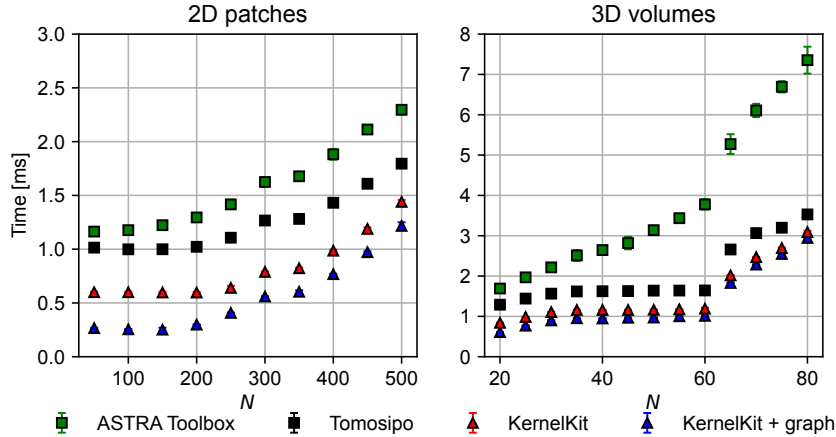 2D patches
3.0
2.5
2.0
1.5
1.0
0.5
0.0
Time [ms]
100 200 300 400 500
N
3D volumes
8
7
6
5
4
3
2
1
0
20 40 60 80
N
ASTRA Toolbox Tomosipo KernelKit KernelKit + graph